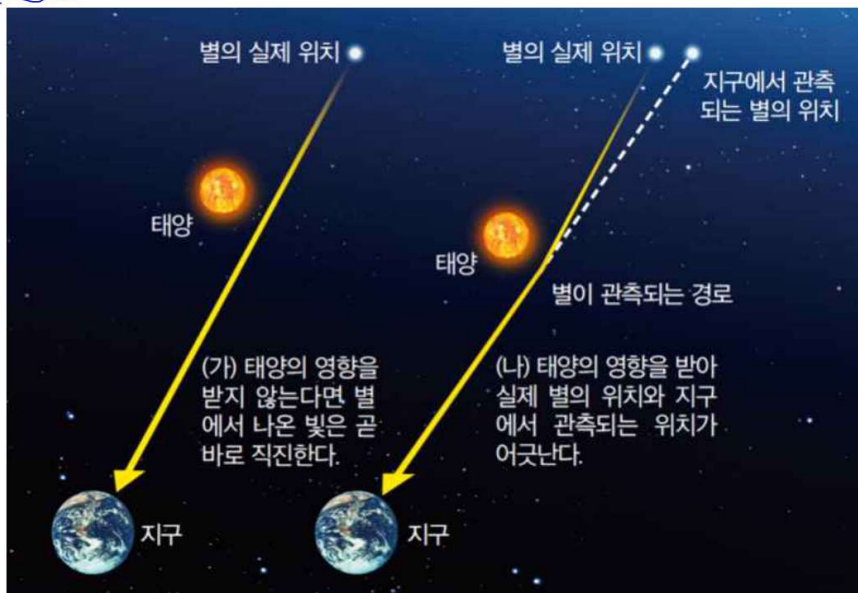 별의 실제 위치
태양
(가) 태양의 영향을
받지 않는다면 별
에서 나온 빛은 곧
바로 직진한다.
지구
별의 실제 위치
지구에서 관측
되는 별의 위치
태양
별이 관측되는 경로
(나) 태양의 영향을 받아
실제 별의 위치와 지구
에서 관측되는 위치가
어긋난다.
지구